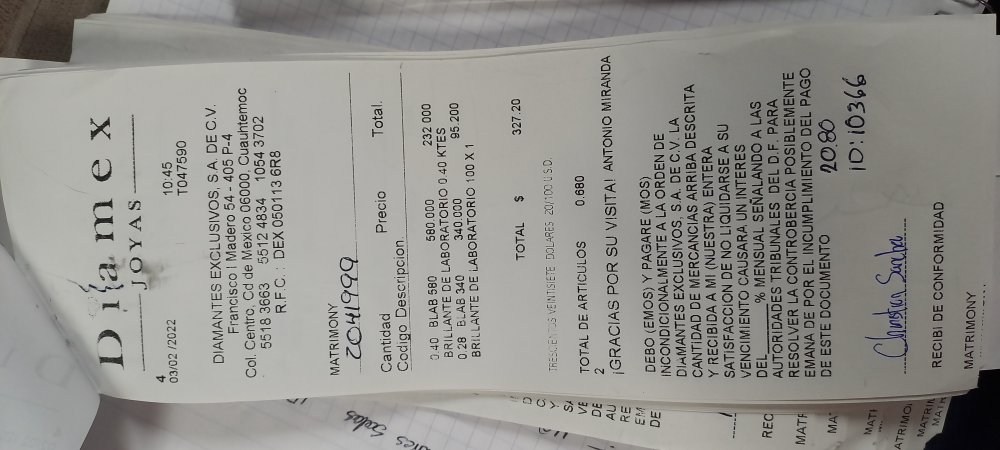 Diamex
JOYAS
4
03/02 /2022 10:45
T047590
DIAMANTES EXCLUSIVOS, S.A. DE C.V.
Francisco I Madero 54 - 405 P-4
Col. Centro, Cd de Mexico 06000, Cuauhtemoc
5518 3663 5512 4834 1054 3702
R.F.C.: DEX 050113 6R8
MATRIMONY
2041999
Cantidad Precio Total.
Codigo Descripcion
0.40 BLAB 580 580.000 232.000
BRILLANTE DE LABORATORIO 0.40 KTES
0.28 BLAB 340 340.000 95.200
BRILLANTE DE LABORATORIO 100 X 1
TOTAL $ 327.20
TRESCIENTOS VEINTISIETE DOLARES 20/100 U.S.D.
TOTAL DE ARTICULOS 0.680
2
¡GRACIAS POR SU VISITA! ANTONIO MIRANDA
DEBO (EMOS) Y PAGARE (MOS)
INCONDICIONALMENTE A LA ORDEN DE
DIAMANTES EXCLUSIVOS, S.A. DE C.V. LA
CANTIDAD DE MERCANCIAS ARRIBA DESCRITA
Y RECIBIDA A MI (NUESTRA) ENTERA
SATISFACCION DE NO LIQUIDARSE A SU
VENCIMIENTO CAUSARA UN INTERES
DEL % MENSUAL SEÑALANDO A LAS
AUTORIDADES TRIBUNALES DEL D.F. PARA
RESOLVER LA CONTROBERCIA POSIBLEMENTE
EMANA DE POR EL INCUMPLIMIENTO DEL PAGO
DE ESTE DOCUMENTO
20.80
ID: 10366
RECIBI DE CONFORMIDAD
MATRIMONY